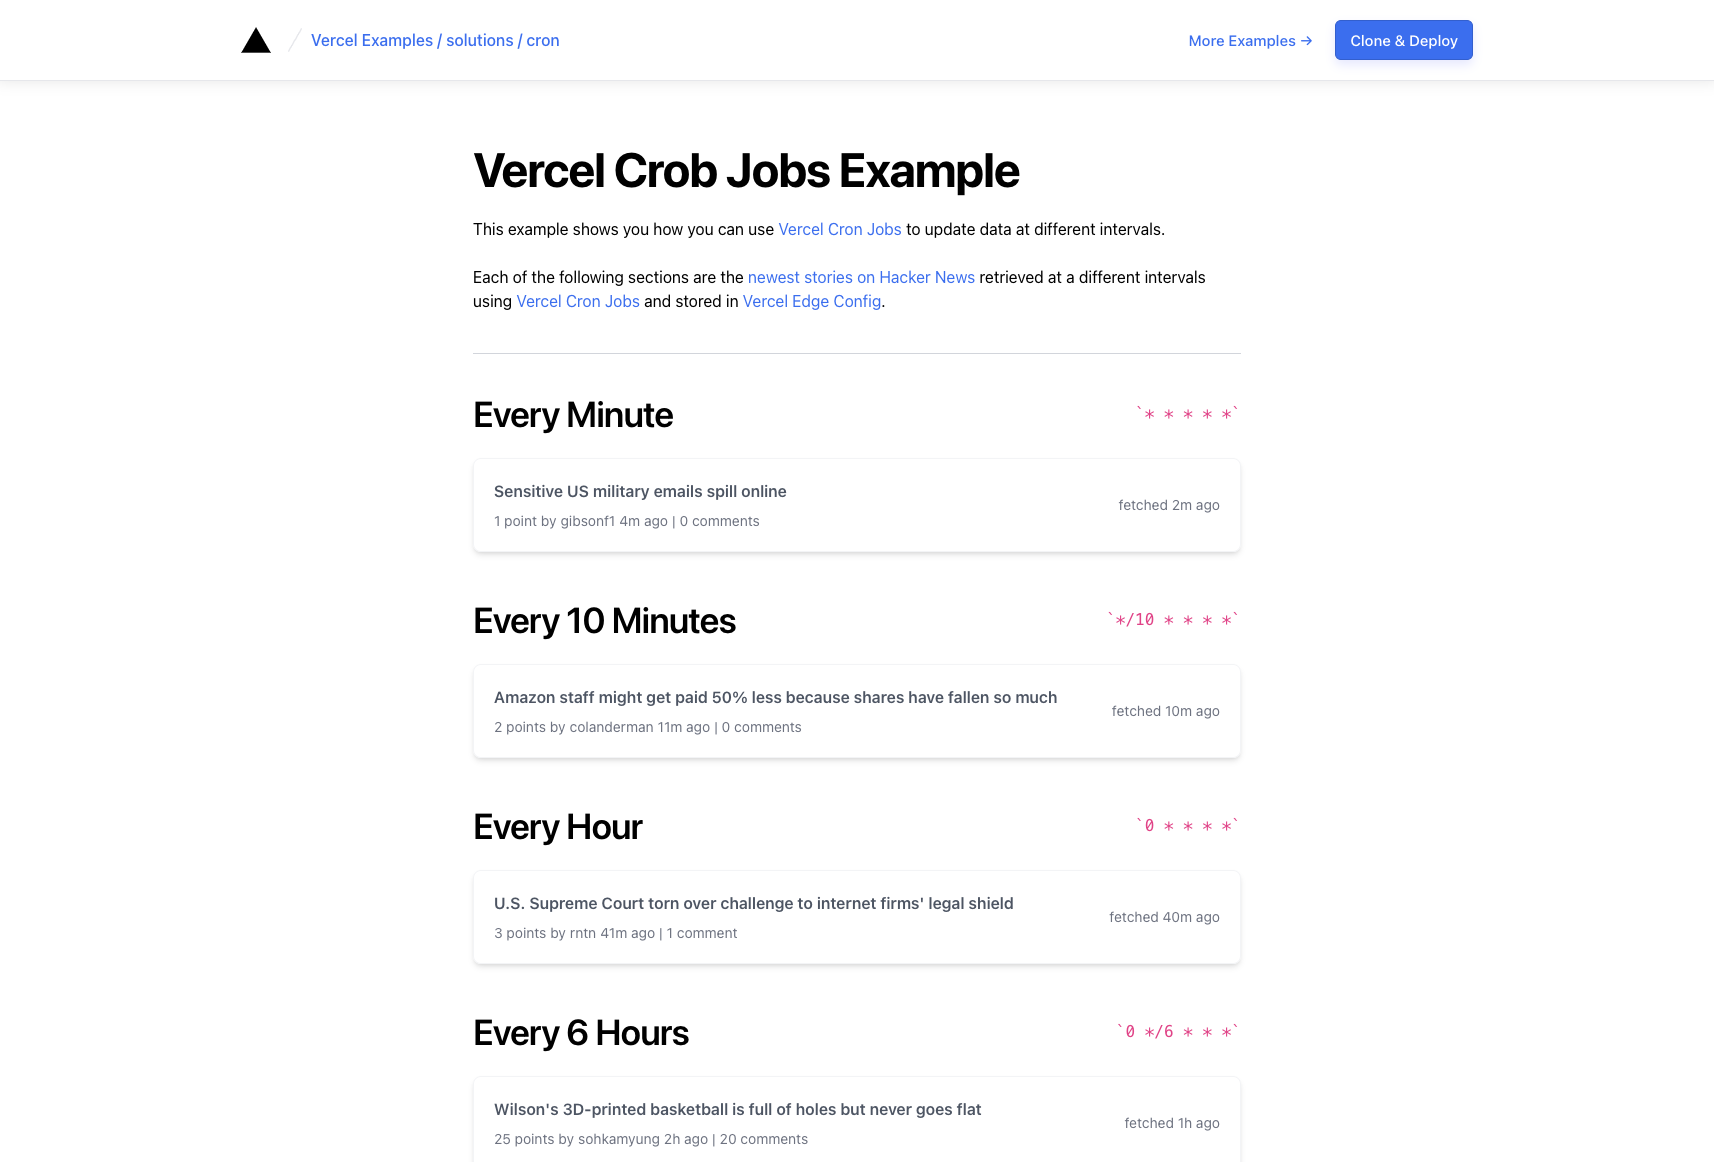 Vercel Examples / solutions / cron
More Examples →
Clone & Deploy
Vercel Crob Jobs Example
This example shows you how you can use Vercel Cron Jobs to update data at different intervals.
Each of the following sections are the newest stories on Hacker News retrieved at a different intervals
using Vercel Cron Jobs and stored in Vercel Edge Config.
Every Minute
`* * * * *`
Sensitive US military emails spill online
1 point by gibsonf1 4m ago | 0 comments
fetched 2m ago
Every 10 Minutes
`*/10 * * * *`
Amazon staff might get paid 50% less because shares have fallen so much
2 points by colanderman 11m ago | 0 comments
fetched 10m ago
Every Hour
`0 * * * *`
U.S. Supreme Court torn over challenge to internet firms' legal shield
3 points by rntn 41m ago | 1 comment
fetched 40m ago
Every 6 Hours
`0 */6 * * *`
Wilson's 3D-printed basketball is full of holes but never goes flat
25 points by sohkamyung 2h ago | 20 comments
fetched 1h ago